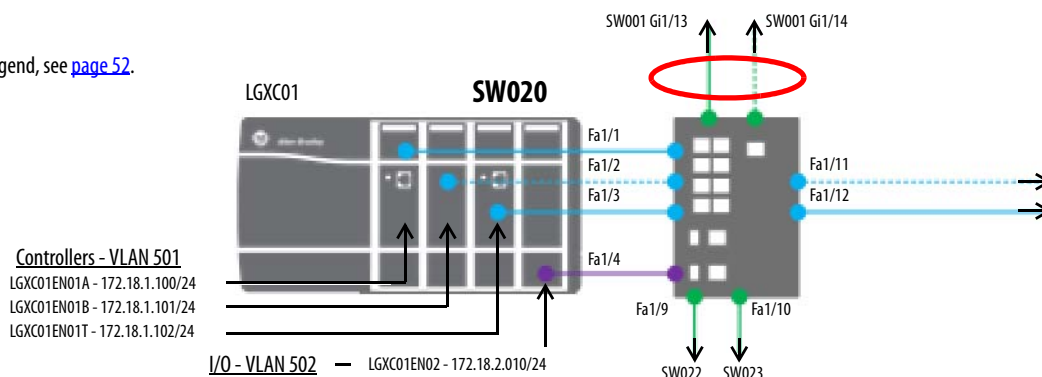 SW001 Gi1/13
SW001 Gi1/14
gend, see page 52.
LGXC01
SW020
Allen-Bradley
Fa1/1
Fa1/2
Fa1/3
Fa1/4
Fa1/11
Fa1/12
Controllers - VLAN 501
LGXC01EN01A - 172.18.1.100/24
LGXC01EN01B - 172.18.1.101/24
LGXC01EN01T - 172.18.1.102/24
Fa1/9
Fa1/10
I/O - VLAN 502
LGXC01EN02 - 172.18.2.010/24
SW022
SW023